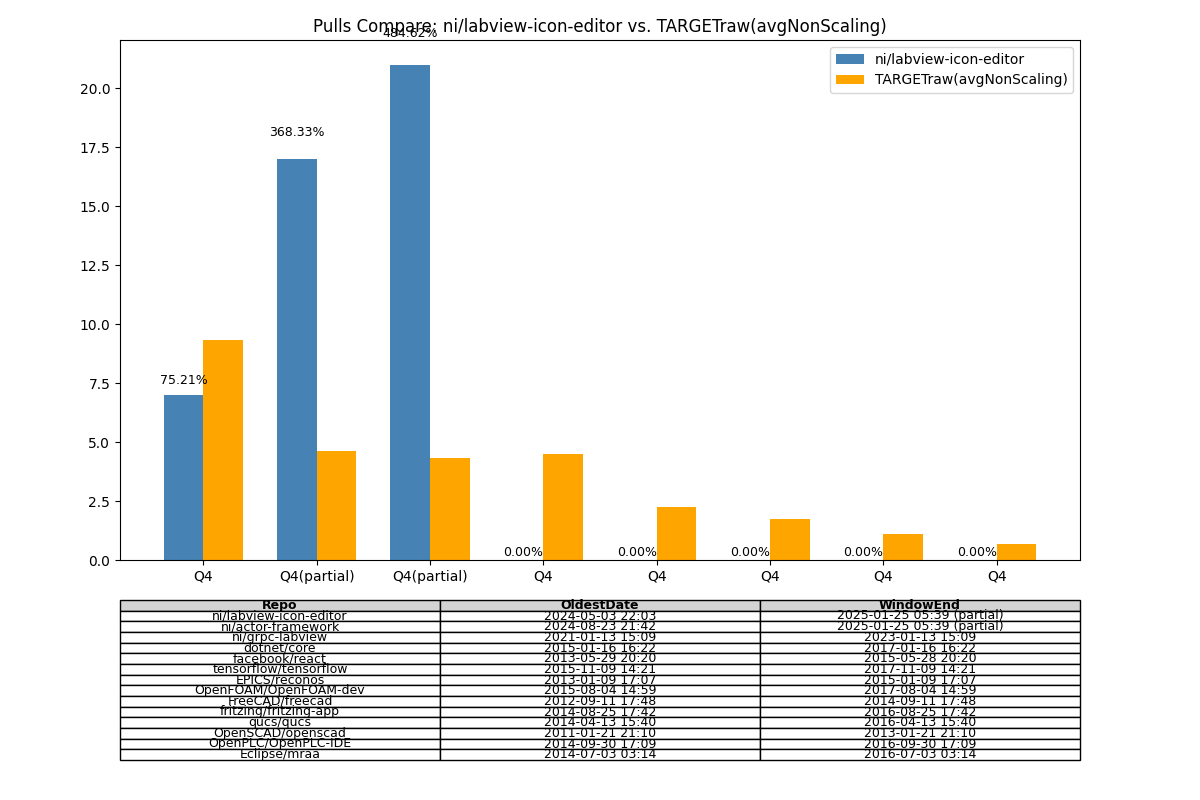 Pulls Compare: ni/labview-icon-editor vs. TARGETraw(avgNonScaling)
484.62%
ni/labview-icon-editor
TARGETraw(avgNonScaling)
20.0
368.33%
17.5
15.0
12.5
10.0
75.21%
7.5
5.0
2.5
0.00% 0.00% 0.00% 0.00% 0.00%
0.0
Q4 Q4(partial) Q4(partial) Q4 Q4 Q4 Q4 Q4
Repo OldestDate WindowEnd
ni/labview-icon-editor 2024-05-03 22:03 2025-01-25 05:39 (partial)
ni/actor-framework 2024-08-23 21:42 2025-01-25 05:39 (partial)
ni/grpc-labview 2021-01-13 15:09 2023-01-13 15:09
dotnet/core 2015-01-16 16:22 2017-01-16 16:22
facebook/react 2013-05-29 20:20 2015-05-28 20:20
tensorflow/tensorflow 2015-11-09 14:21 2017-11-09 14:21
EPICS/reconos 2013-01-09 17:07 2015-01-09 17:07
OpenFOAM/OpenFOAM-dev 2015-08-04 14:59 2017-08-04 14:59
FreeCAD/freecad 2012-09-11 17:48 2014-09-11 17:48
fritzing/fritzing-app 2014-08-25 17:42 2016-08-25 17:42
qucs/qucs 2014-04-13 15:40 2016-04-13 15:40
OpenSCAD/openscad 2011-01-21 21:10 2013-01-21 21:10
OpenPLC/OpenPLC-IDE 2014-09-30 17:09 2016-09-30 17:09
Eclipse/mraa 2014-07-03 03:14 2016-07-03 03:14